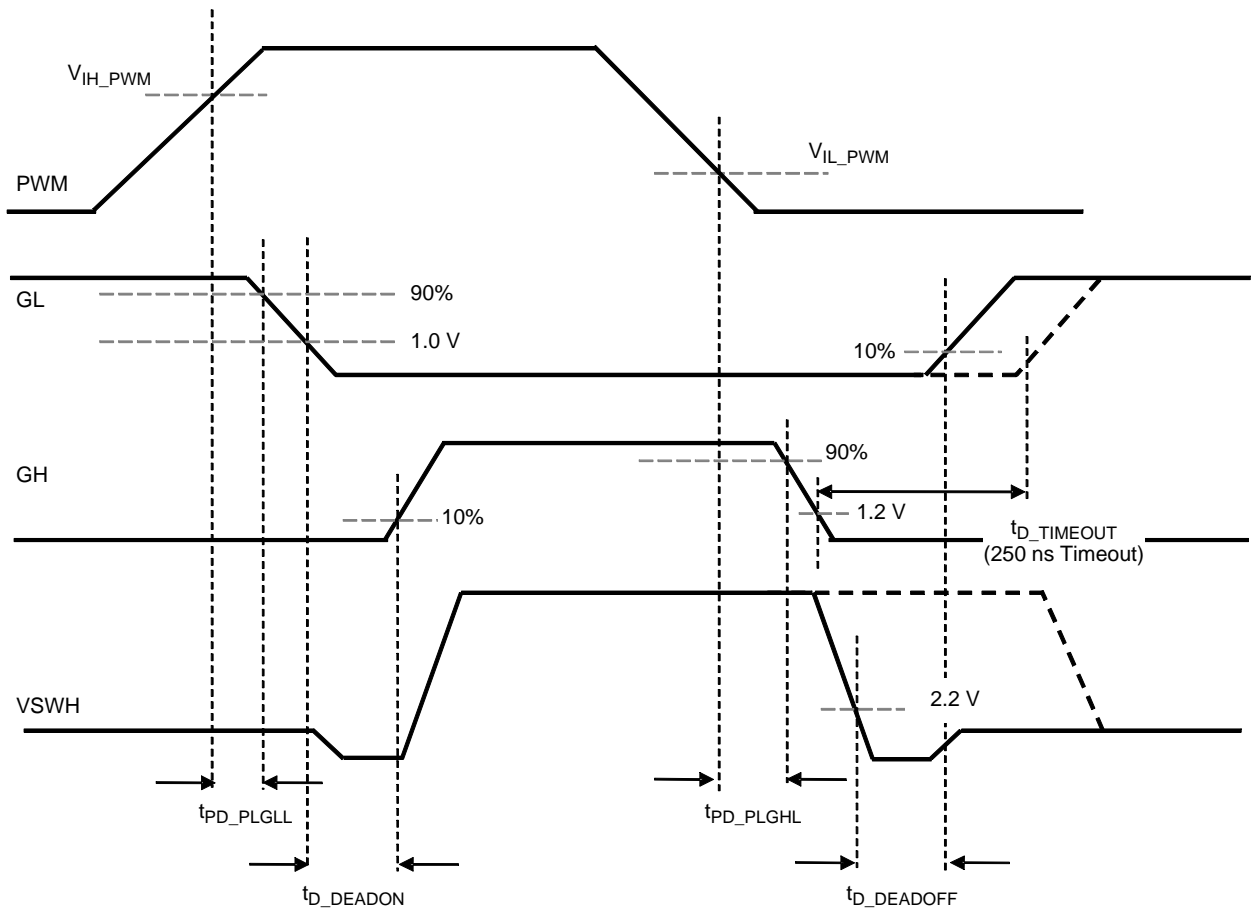 V_IH_PWM
V_IL_PWM
PWM
90%
GL
1.0 V
10%
90%
GH
1.2 V
10%
t_D_TIMEOUT
(250 ns Timeout)
2.2 V
VSWH
t_PD_PLGLL
t_PD_PLGHL
t_D_DEADON
t_D_DEADOFF